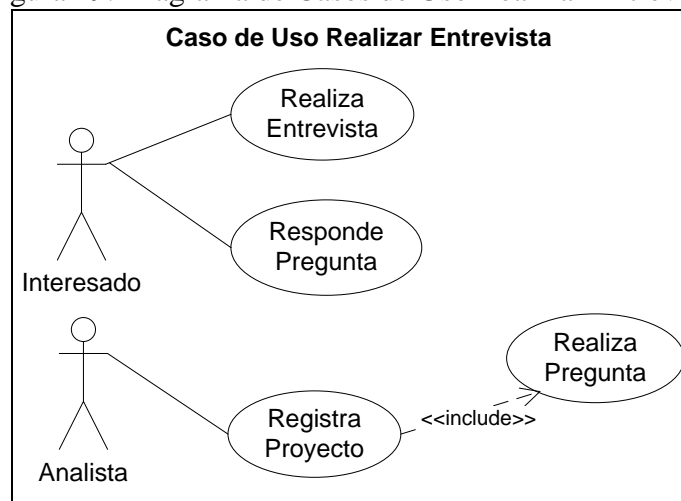 Caso de Uso Realizar Entrevista
Realiza
Entrevista
Responde
Pregunta
Interesado
Realiza
Pregunta
<<include>>
Registra
Proyecto
Analista